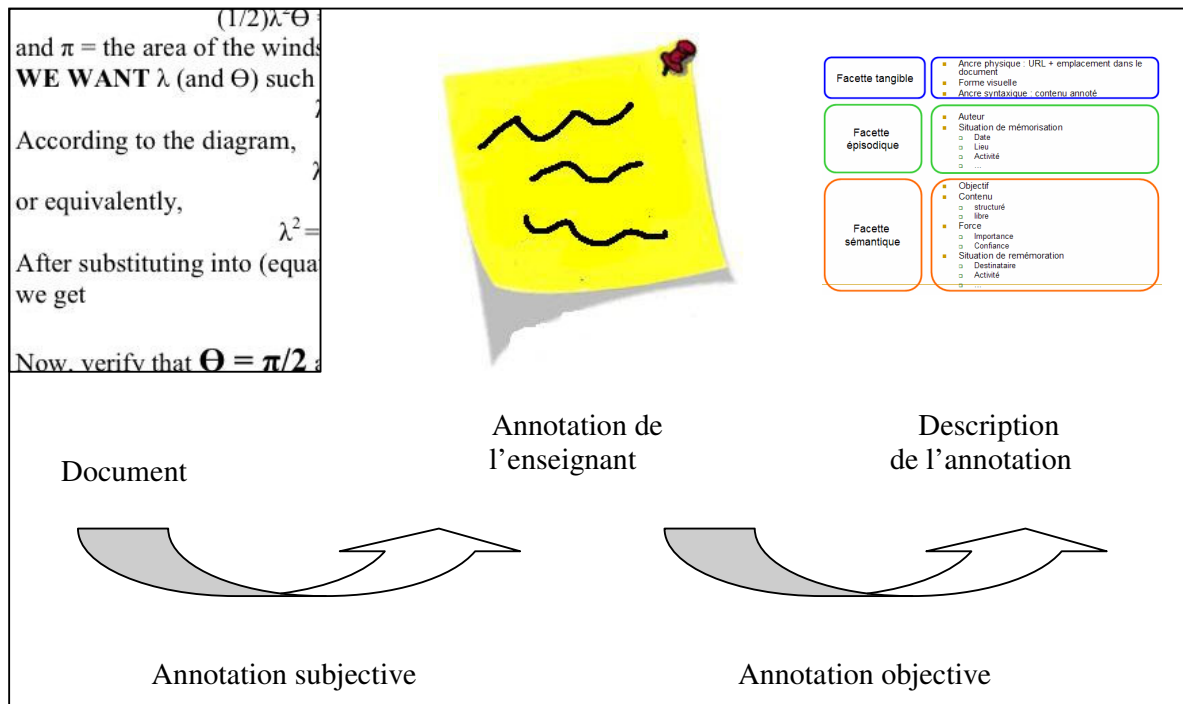 (1/2)λ²Θ =
and π = the area of the winds
WE WANT λ (and Θ) such
λ
According to the diagram,
λ
or equivalently,
λ² =
After substituting into (equa
we get
Now, verify that Θ = π/2 a
Facette tangible
▪ Ancre physique : URL + emplacement dans le
document
▪ Forme visuelle
▪ Ancre syntaxique : contenu annoté
Facette
épisodique
▪ Auteur
▪ Situation de mémorisation
▫ Date
▫ Lieu
▫ Activité
▫ ...
Facette
sémantique
▪ Objectif
▪ Contenu
▫ structuré
▫ libre
▪ Force
▫ Importance
▫ Confiance
▪ Situation de remémoration
▫ Destinataire
▫ Activité
▫ ...
Document
Annotation de
l'enseignant
Description
de l'annotation
Annotation subjective
Annotation objective